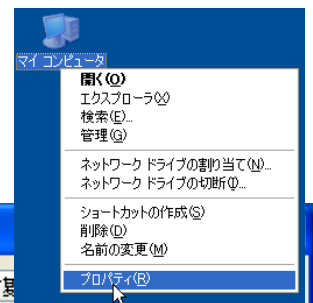 マイ コンピュータ
開く(O)
エクスプローラ(X)
検索(E)...
管理(G)
ネットワーク ドライブの割り当て(N)...
ネットワーク ドライブの切断(I)...
ショートカットの作成(S)
削除(D)
名前の変更(M)
プロパティ(R)